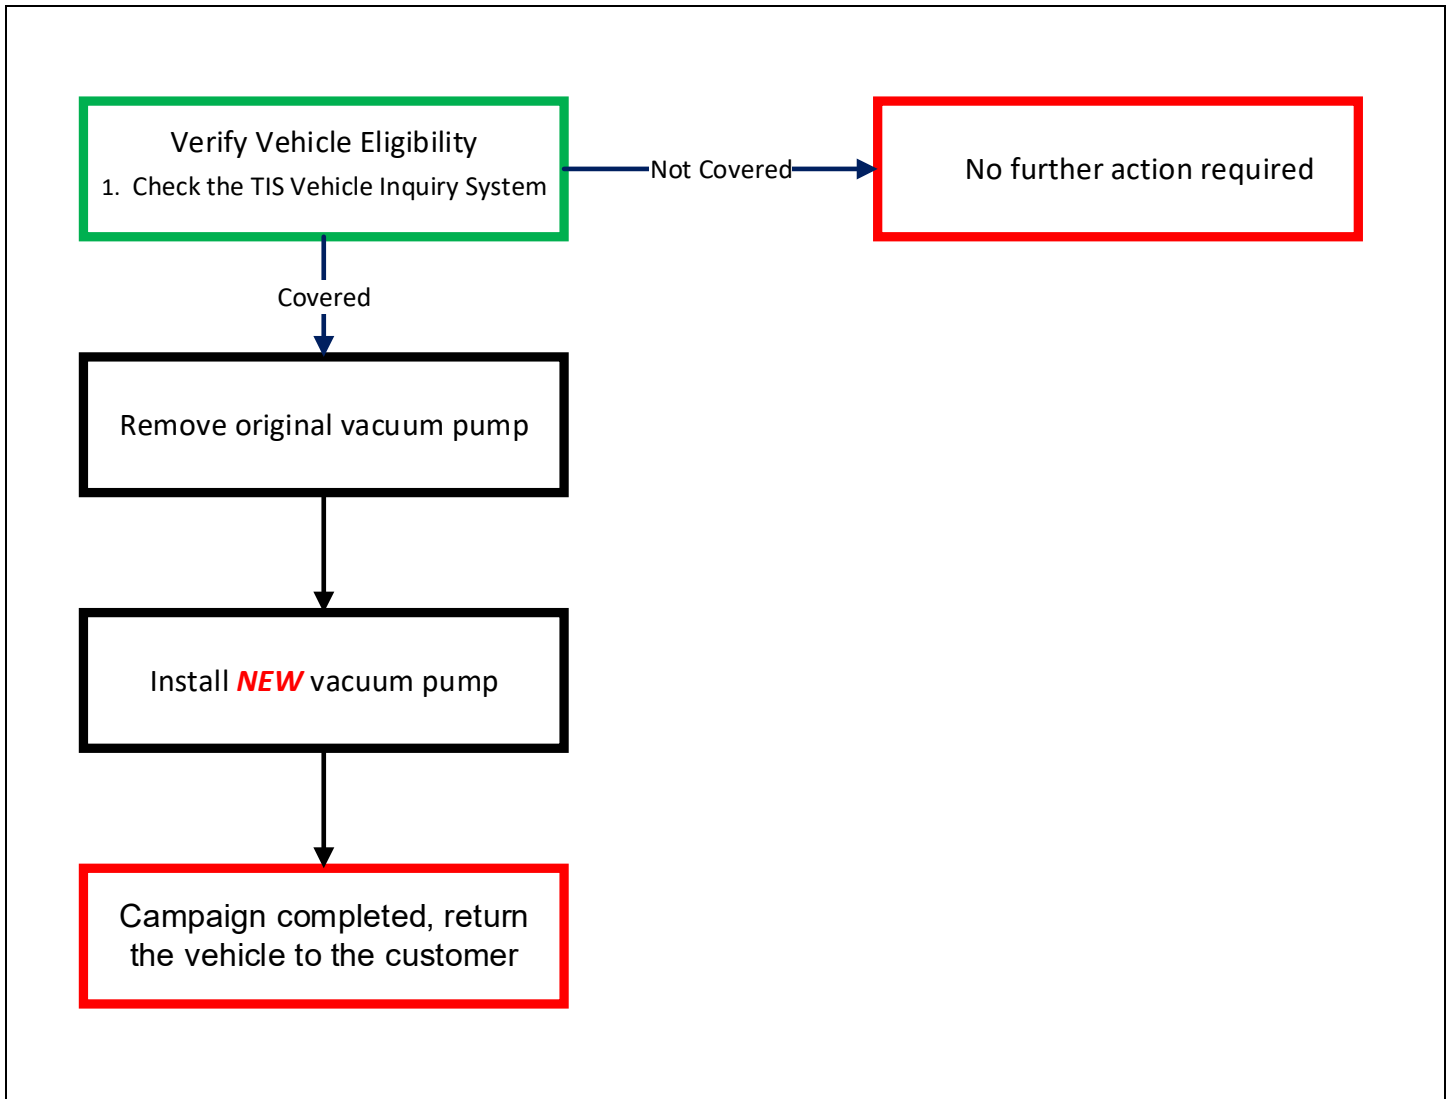 Verify Vehicle Eligibility
1. Check the TIS Vehicle Inquiry System
Not Covered
No further action required
Covered
Remove original vacuum pump
Install NEW vacuum pump
Campaign completed, return
the vehicle to the customer